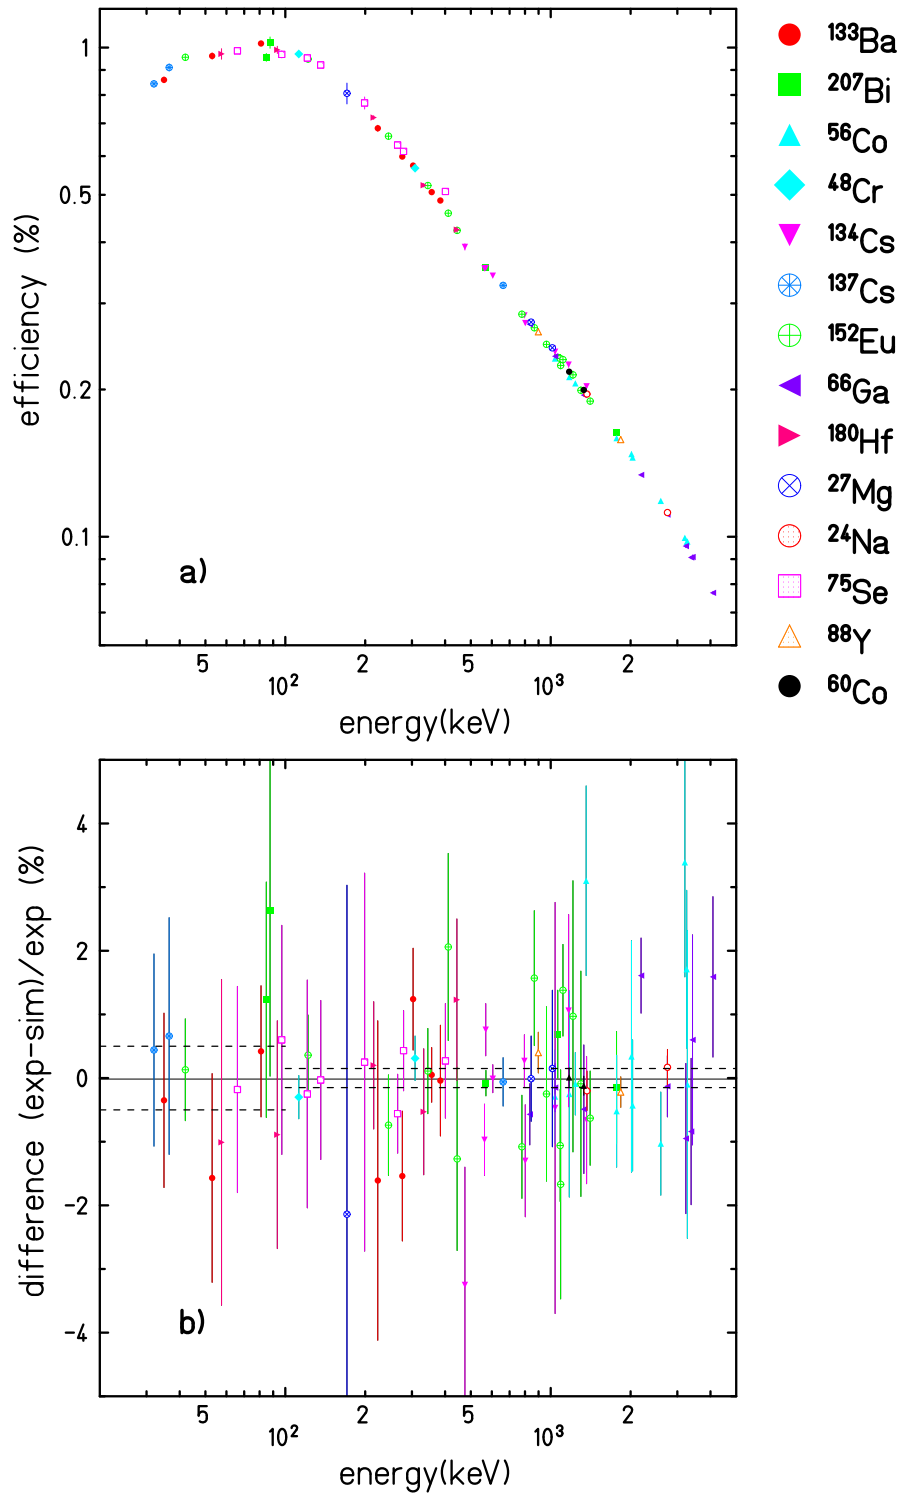 1
0.5
0.2
0.1
efficiency (%)
a)
5 10² 2 5 10³ 2
energy(keV)
¹³³Ba
²⁰⁷Bi
⁵⁶Co
⁴⁸Cr
¹³⁴Cs
¹³⁷Cs
¹⁵²Eu
⁶⁶Ga
¹⁸⁰Hf
²⁷Mg
²⁴Na
⁷⁵Se
⁸⁸Y
⁶⁰Co
4
2
0
−2
−4
difference (exp−sim)/exp (%)
b)
5 10² 2 5 10³ 2
energy(keV)